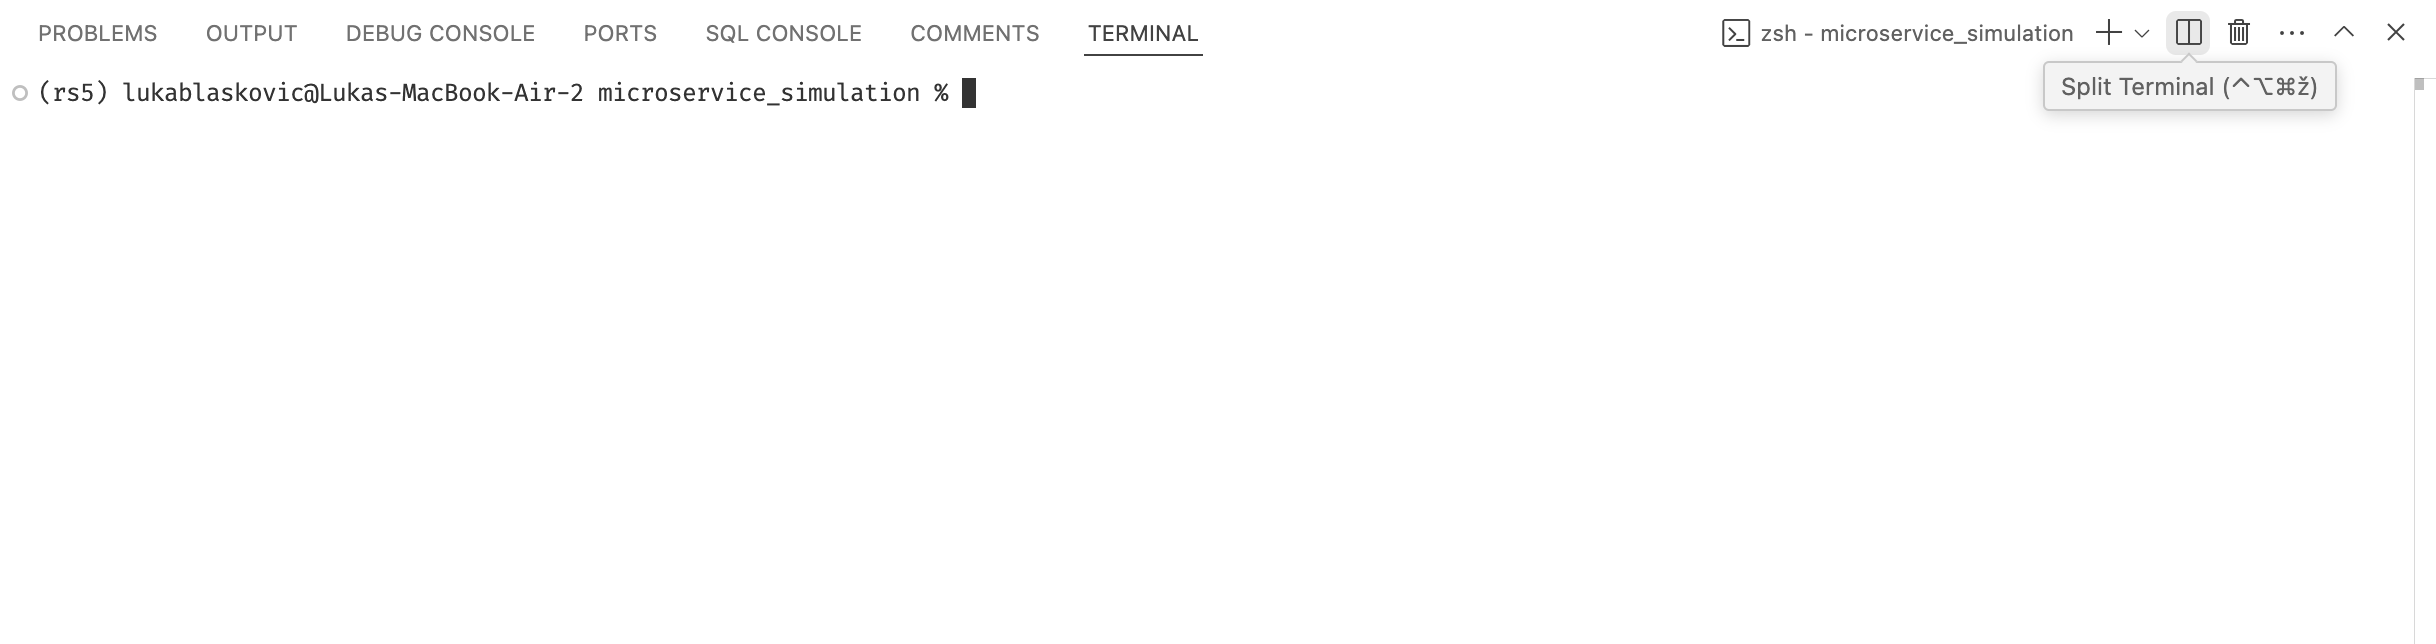 PROBLEMS OUTPUT DEBUG CONSOLE PORTS SQL CONSOLE COMMENTS TERMINAL zsh - microservice_simulation
Split Terminal (⌃⌥⌘ž)
(rs5) lukablaskovic@Lukas-MacBook-Air-2 microservice_simulation %